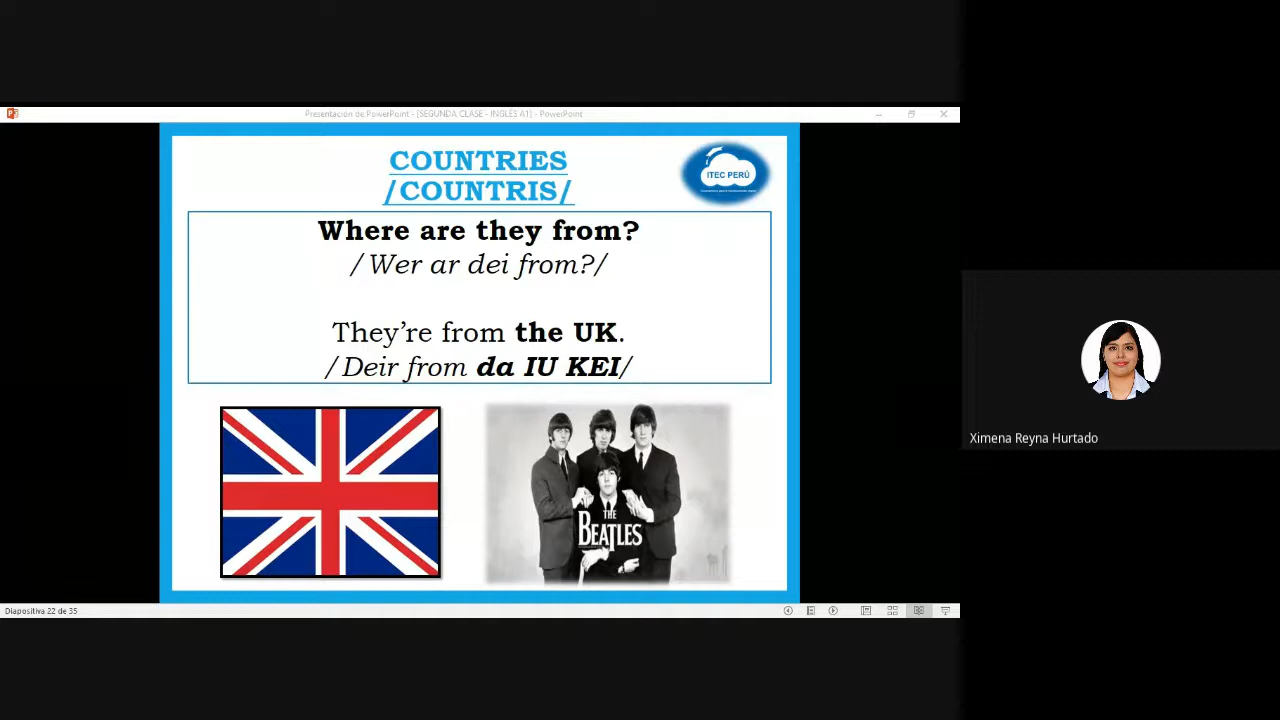 Presentación de PowerPoint - [SEGUNDA CLASE - INGLÉS A1] - PowerPoint
COUNTRIES
/COUNTRIS/
ITEC PERÚ
Where are they from?
/Wer ar dei from?/
They're from the UK.
/Deir from da IU KEI/
THE
BEATLES
Ximena Reyna Hurtado
Diapositiva 22 de 35